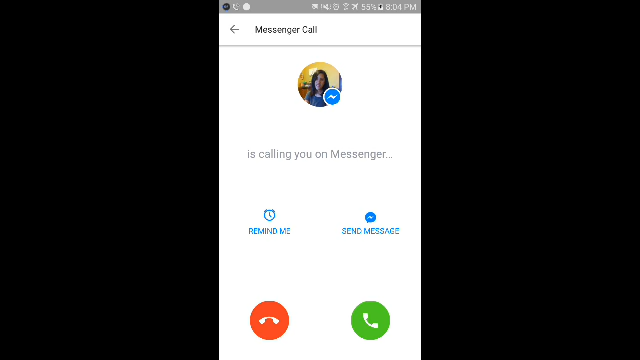 55% 8:04 PM
Messenger Call
is calling you on Messenger...
REMIND ME
SEND MESSAGE